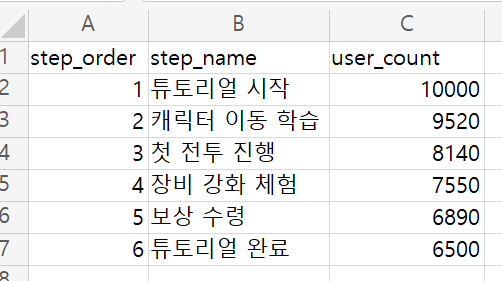 A B C
1 step_order step_name user_count
2 1 튜토리얼 시작 10000
3 2 캐릭터 이동 학습 9520
4 3 첫 전투 진행 8140
5 4 장비 강화 체험 7550
6 5 보상 수령 6890
7 6 튜토리얼 완료 6500
8